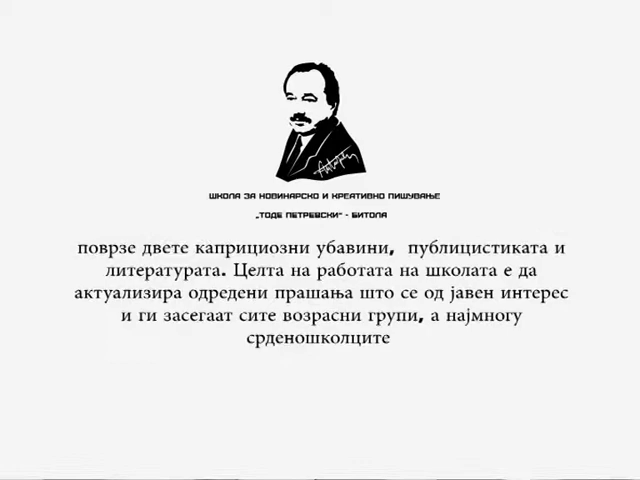 ШКОЛА ЗА НОВИНАРСКО И КРЕАТИВНО ПИШУВАЊЕ
„ТОДЕ ПЕТРЕВСКИ“ - БИТОЛА
поврзе двете каприциозни убавини, публицистиката и
литературата. Целта на работата на школата е да
актуализира одредени прашања што се од јавен интерес
и ги засегаат сите возрасни групи, а најмногу
срденошколците